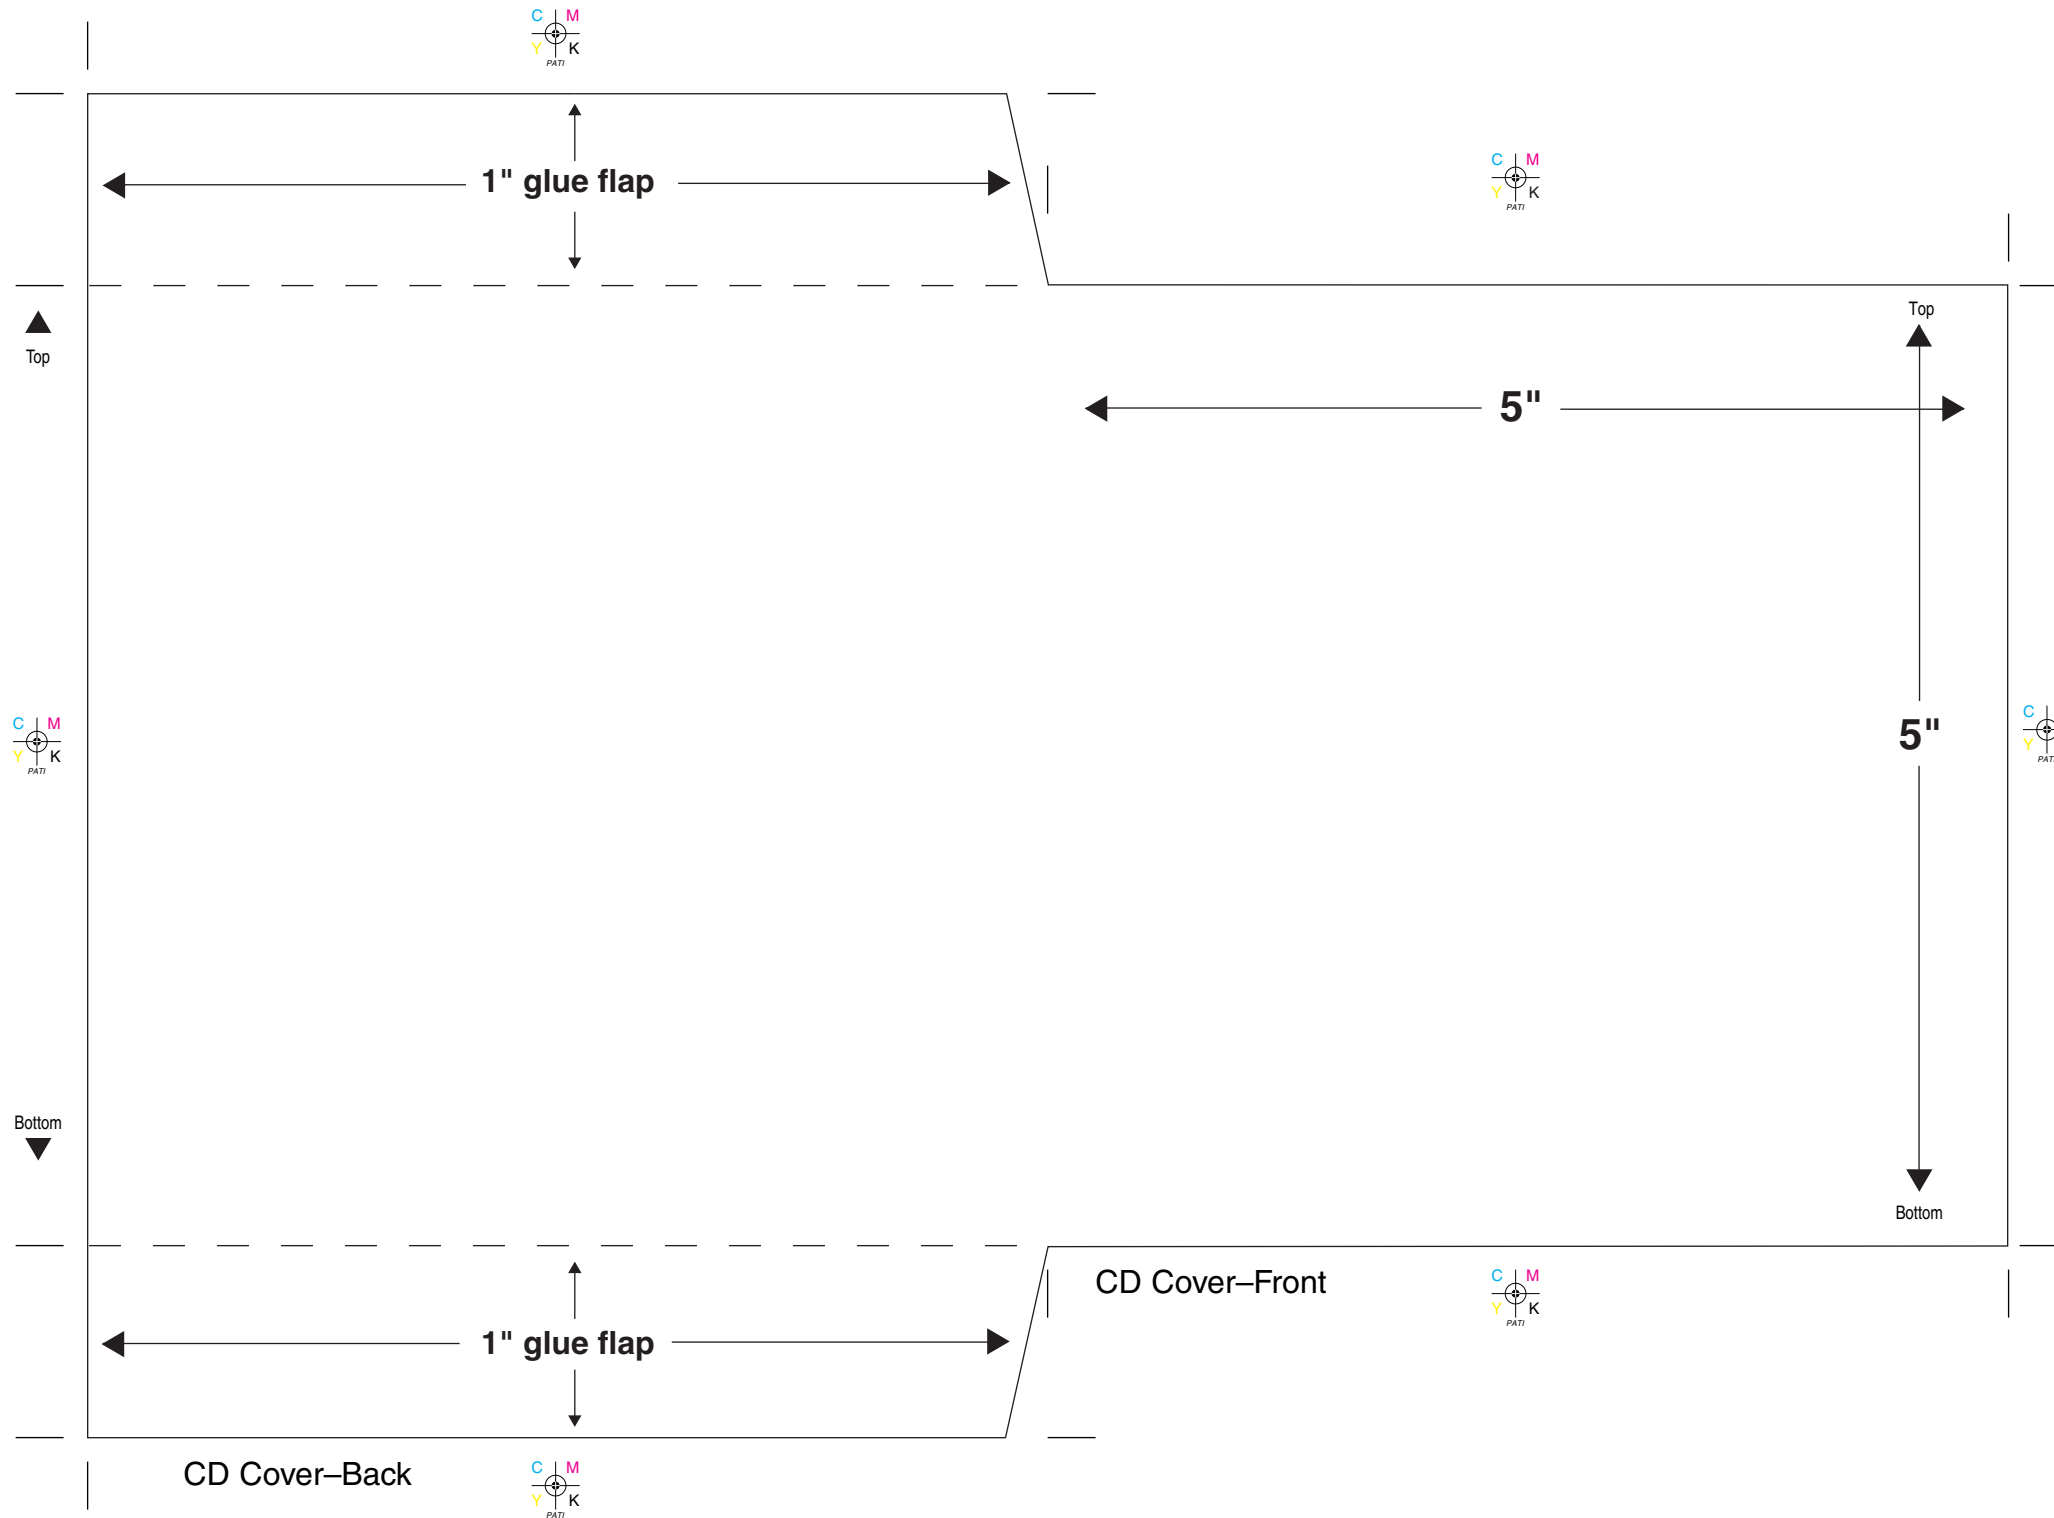 C M
Y K
PATI
1" glue flap
C M
Y K
PATI
Top
Top
5"
C M
Y K
PATI
C
Y
PAT
5"
Bottom
Bottom
CD Cover–Front
C M
Y K
PATI
1" glue flap
CD Cover–Back
C M
Y K
PATI